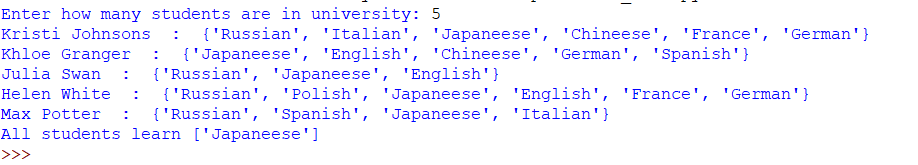 Enter how many students are in university: 5
Kristi Johnsons  :  {'Russian', 'Italian', 'Japaneese', 'Chineese', 'France', 'German'}
Khloe Granger  :  {'Japaneese', 'English', 'Chineese', 'German', 'Spanish'}
Julia Swan  :  {'Russian', 'Japaneese', 'English'}
Helen White  :  {'Russian', 'Polish', 'Japaneese', 'English', 'France', 'German'}
Max Potter  :  {'Russian', 'Spanish', 'Japaneese', 'Italian'}
All students learn ['Japaneese']
>>>